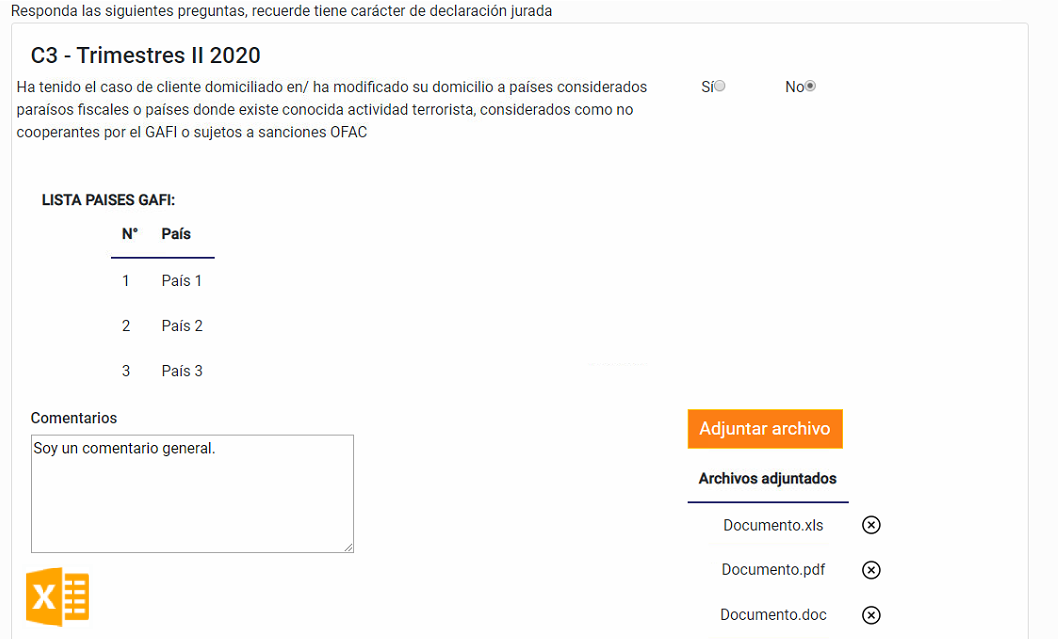 Responda las siguientes preguntas, recuerde tiene carácter de declaración jurada
C3 - Trimestres II 2020
Ha tenido el caso de cliente domiciliado en/ ha modificado su domicilio a países considerados
Sí
No
paraísos fiscales o países donde existe conocida actividad terrorista, considerados como no
cooperantes por el GAFI o sujetos a sanciones OFAC
LISTA PAISES GAFI:
N° País
1 País 1
2 País 2
3 País 3
Comentarios
Soy un comentario general.
Adjuntar archivo
Archivos adjuntados
Documento.xls
Documento.pdf
Documento.doc
X